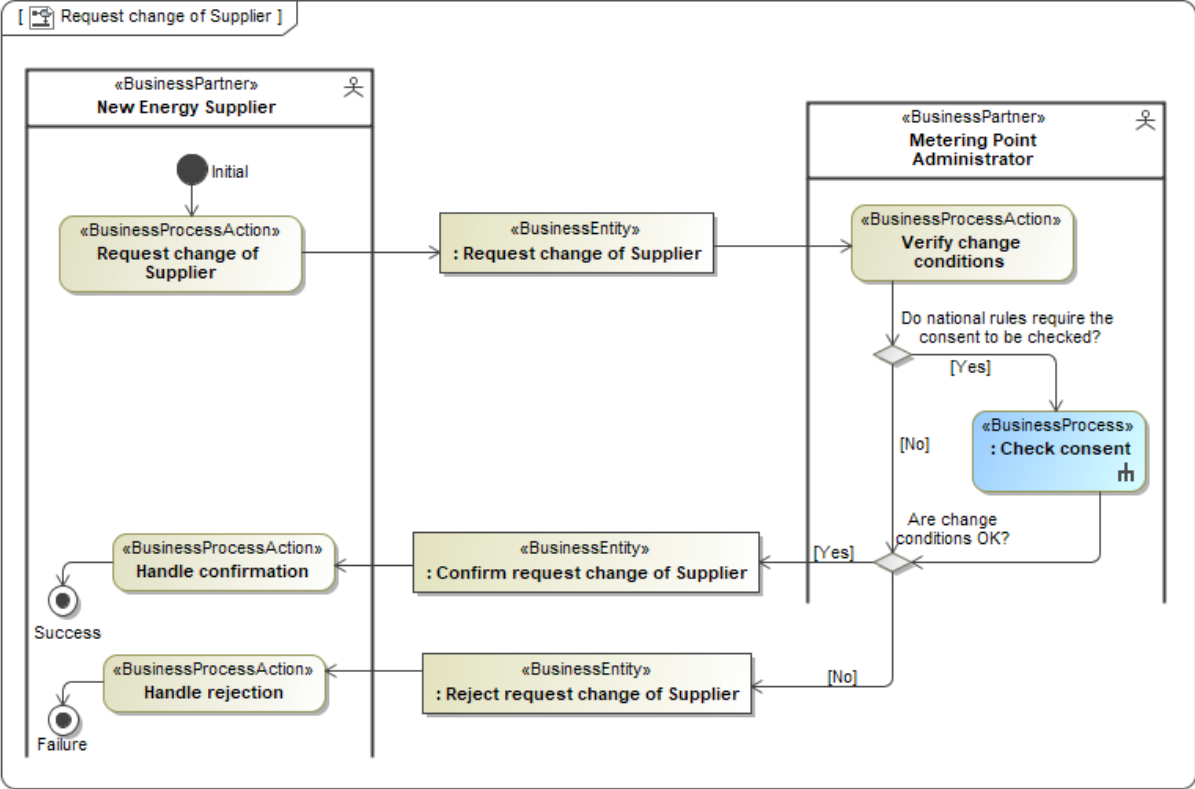 [ Request change of Supplier ]
«BusinessPartner»
New Energy Supplier
«BusinessPartner»
Metering Point
Administrator
Initial
«BusinessProcessAction»
Request change of
Supplier
«BusinessEntity»
: Request change of Supplier
«BusinessProcessAction»
Verify change
conditions
Do national rules require the
consent to be checked?
[Yes]
[No]
«BusinessProcess»
: Check consent
Are change
conditions OK?
[Yes]
«BusinessEntity»
: Confirm request change of Supplier
«BusinessProcessAction»
Handle confirmation
Success
[No]
«BusinessEntity»
: Reject request change of Supplier
«BusinessProcessAction»
Handle rejection
Failure